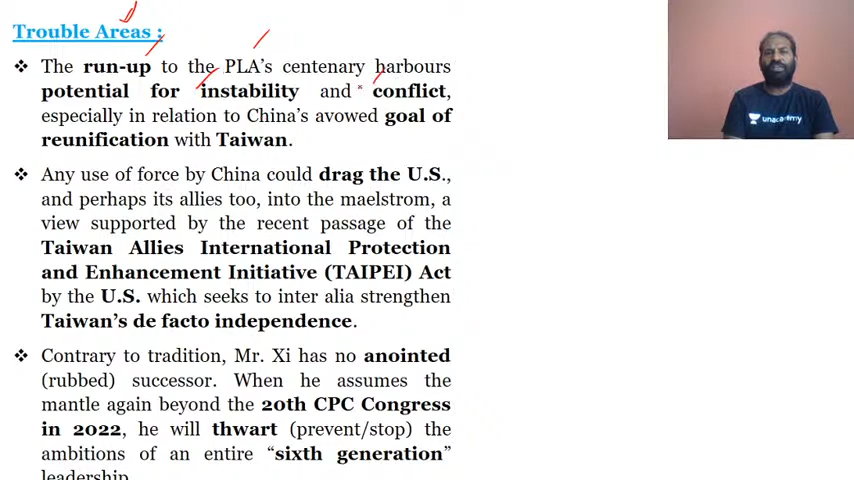 Trouble Areas :
❖ The run-up to the PLA's centenary harbours
potential for instability and conflict,
especially in relation to China's avowed goal of
reunification with Taiwan.
❖ Any use of force by China could drag the U.S.,
and perhaps its allies too, into the maelstrom, a
view supported by the recent passage of the
Taiwan Allies International Protection
and Enhancement Initiative (TAIPEI) Act
by the U.S. which seeks to inter alia strengthen
Taiwan's de facto independence.
❖ Contrary to tradition, Mr. Xi has no anointed
(rubbed) successor. When he assumes the
mantle again beyond the 20th CPC Congress
in 2022, he will thwart (prevent/stop) the
ambitions of an entire “sixth generation”
leadership.
unacademy